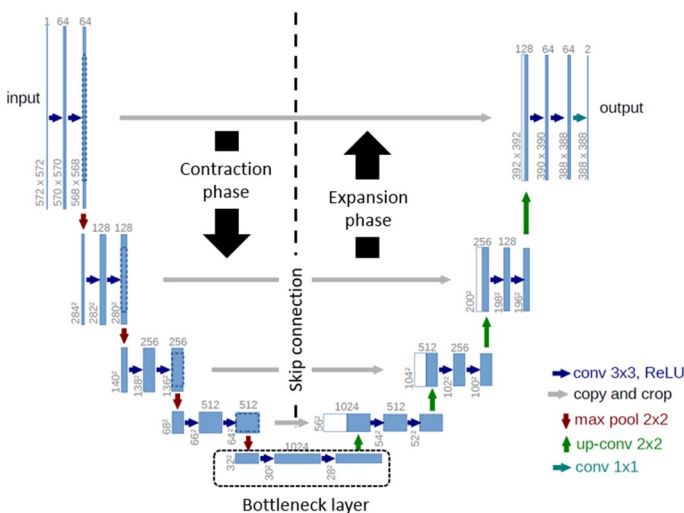 1 64 64
128 64 64 2
input
output
572 x 572
570 x 570
568 x 568
392 x 392
390 x 390
388 x 388
388 x 388
Contraction
phase
Expansion
phase
128 128
256 128
284²
282²
280²
200²
198²
196²
Skip connection
256 256
512 256
140²
138²
136²
104²
102²
100²
conv 3x3, ReLU
copy and crop
max pool 2x2
up-conv 2x2
conv 1x1
512 512
1024 512
68²
66²
64²
56²
54²
52²
1024
32²
30²
28²
Bottleneck layer